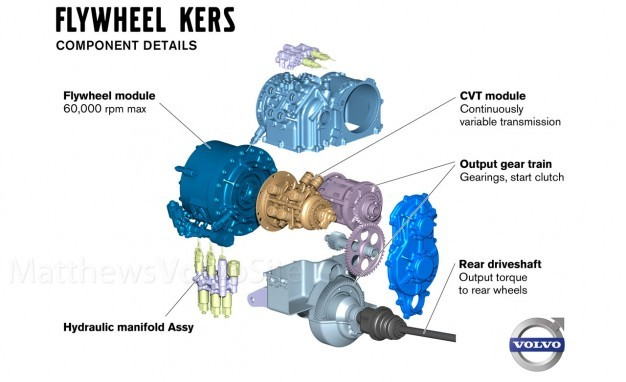 FLYWHEEL KERS
COMPONENT DETAILS
Flywheel module
60,000 rpm max
CVT module
Continuously
variable transmission
Output gear train
Gearings, start clutch
Rear driveshaft
Output torque
to rear wheels
Hydraulic manifold Assy
VOLVO